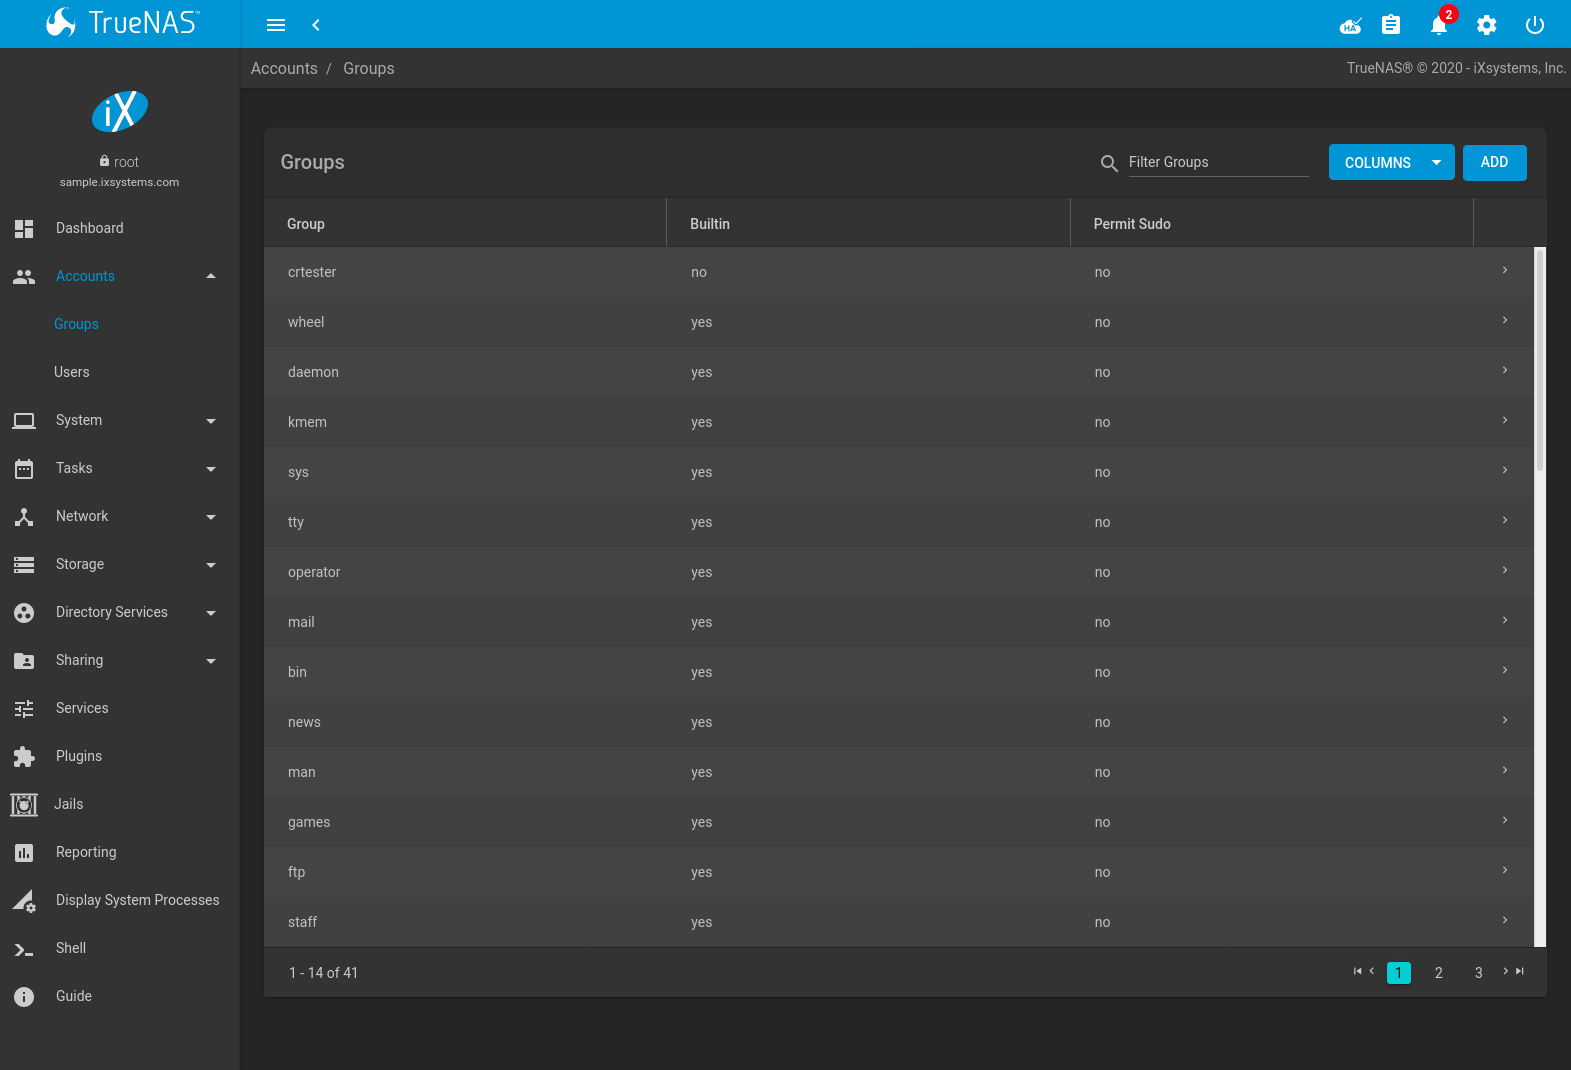 TrueNAS™
HA
2
Accounts / Groups
TrueNAS® © 2020 - iXsystems, Inc.
iX
root
sample.ixsystems.com
Dashboard
Accounts
Groups
Users
System
Tasks
Network
Storage
Directory Services
Sharing
Services
Plugins
Jails
Reporting
Display System Processes
Shell
Guide
Groups
Filter Groups
COLUMNS
ADD
Group Builtin Permit Sudo
crtester no no
wheel yes no
daemon yes no
kmem yes no
sys yes no
tty yes no
operator yes no
mail yes no
bin yes no
news yes no
man yes no
games yes no
ftp yes no
staff yes no
1 - 14 of 41
1 2 3